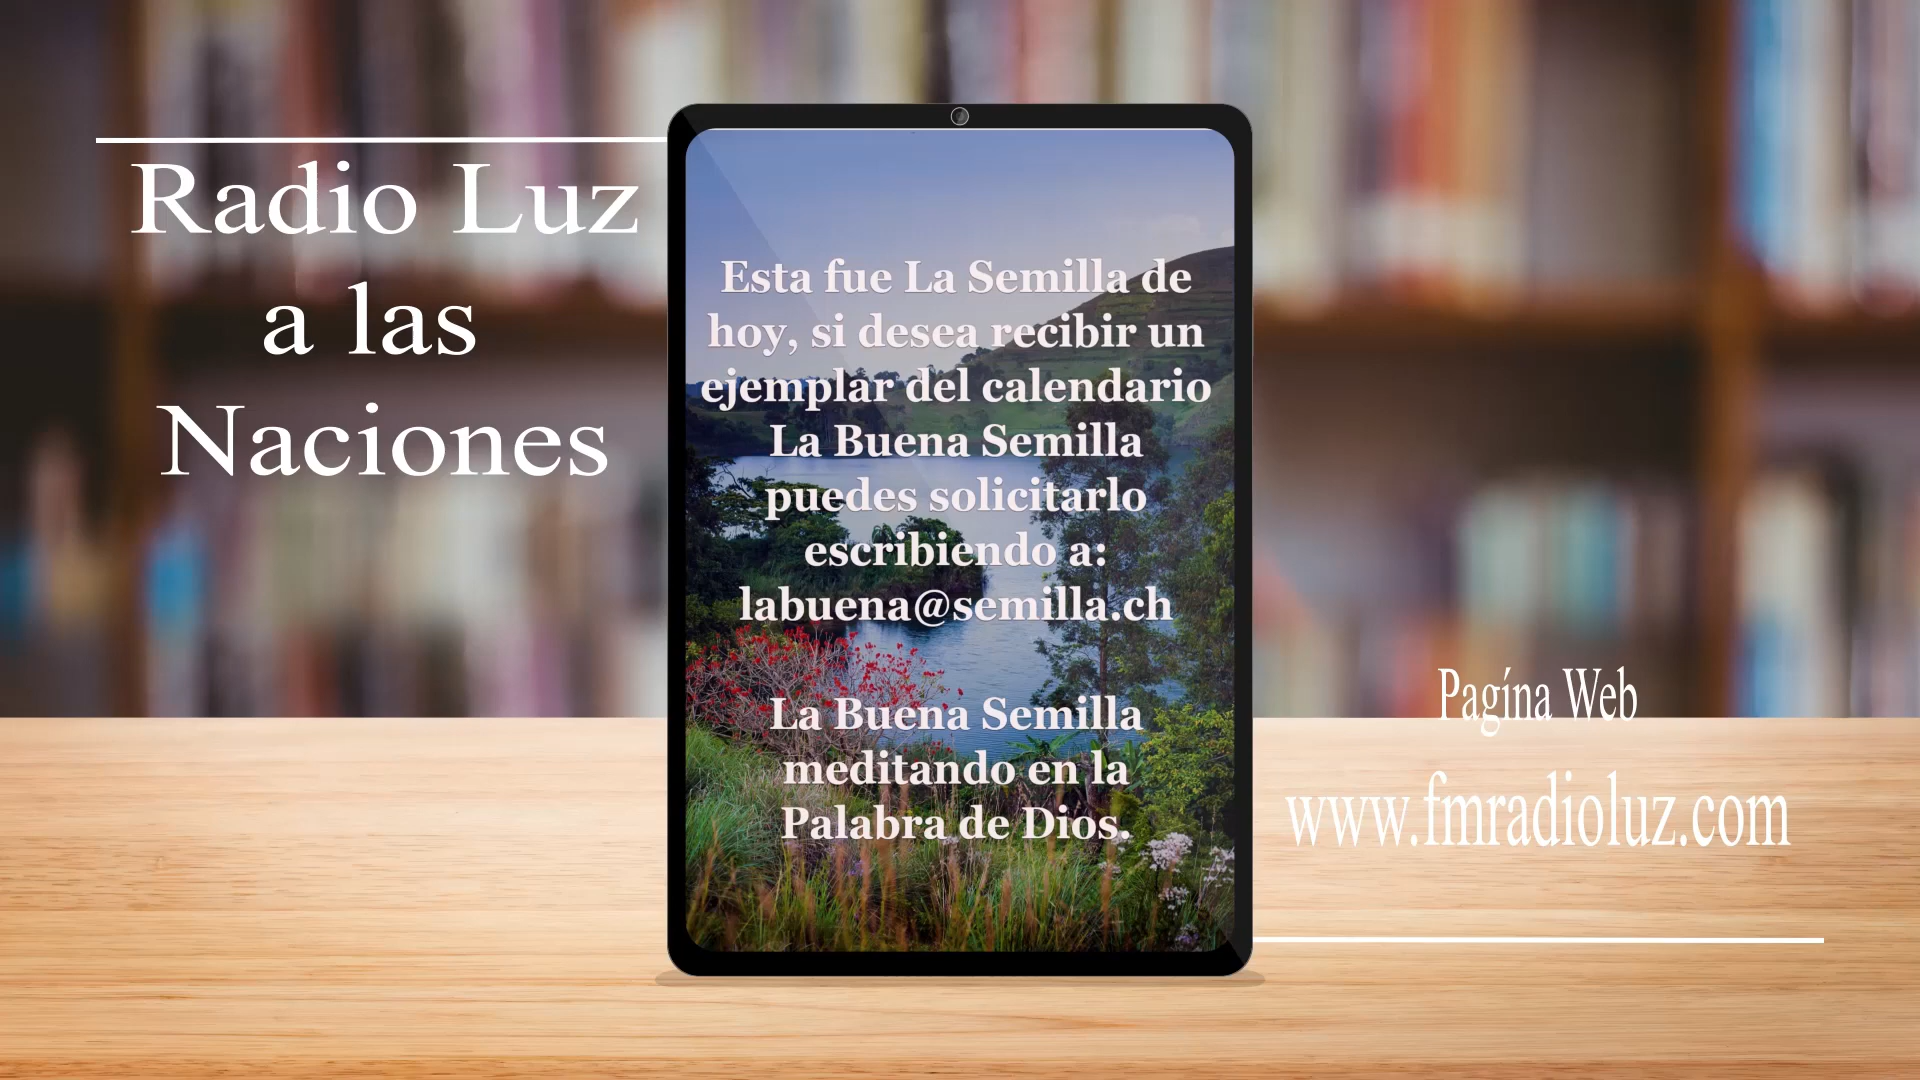 Radio Luz
a las
Naciones
Esta fue La Semilla de
hoy, si desea recibir un
ejemplar del calendario
La Buena Semilla
puedes solicitarlo
escribiendo a:
labuena@semilla.ch
La Buena Semilla
meditando en la
Palabra de Dios.
Pagína Web
www.fmradioluz.com